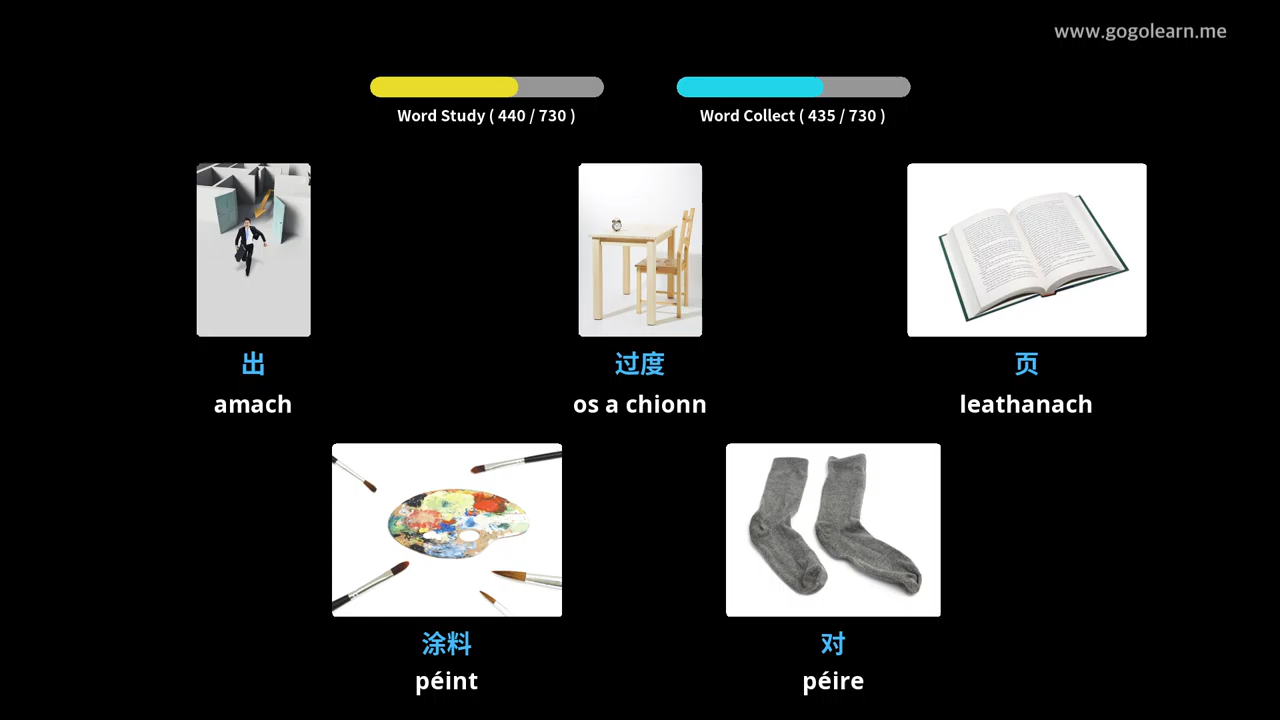 www.gogolearn.me
Word Study ( 440 / 730 )
Word Collect ( 435 / 730 )
出
过度
页
amach
os a chionn
leathanach
涂料
对
péint
péire